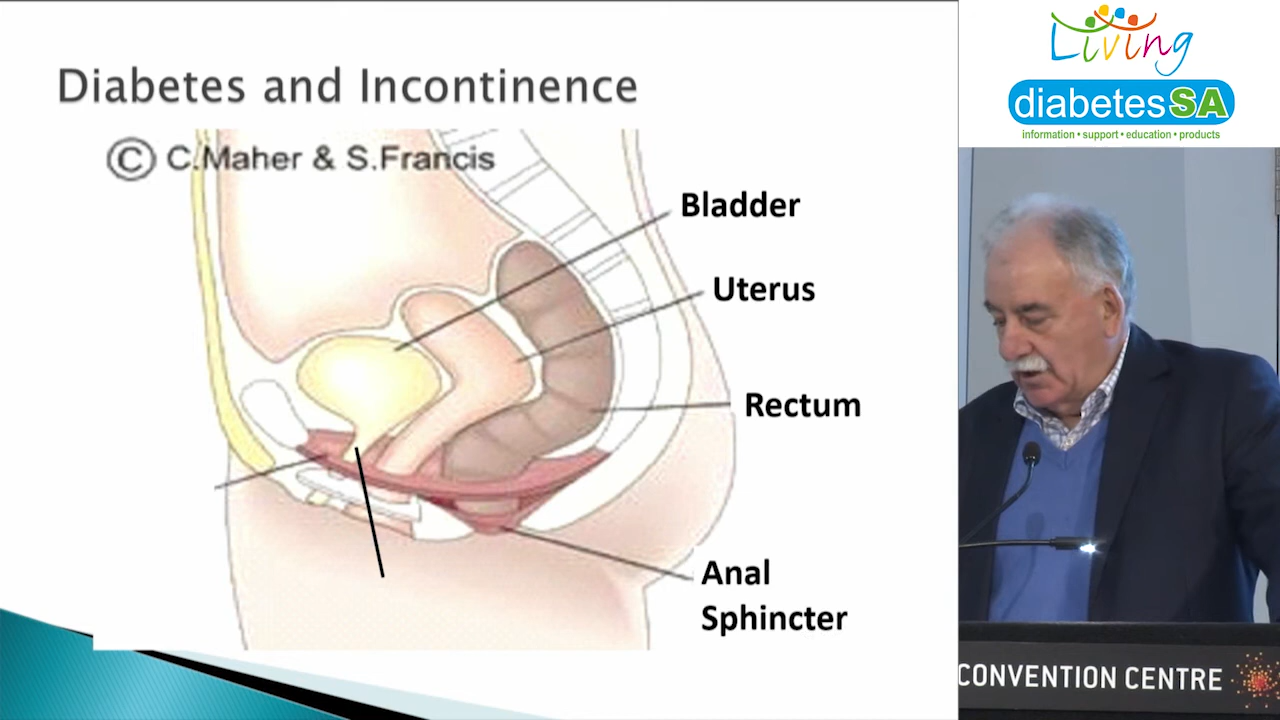 Diabetes and Incontinence
© C.Maher & S.Francis
Bladder
Uterus
Rectum
Anal
Sphincter
Living
diabetesSA
information • support • education • products
CONVENTION CENTRE